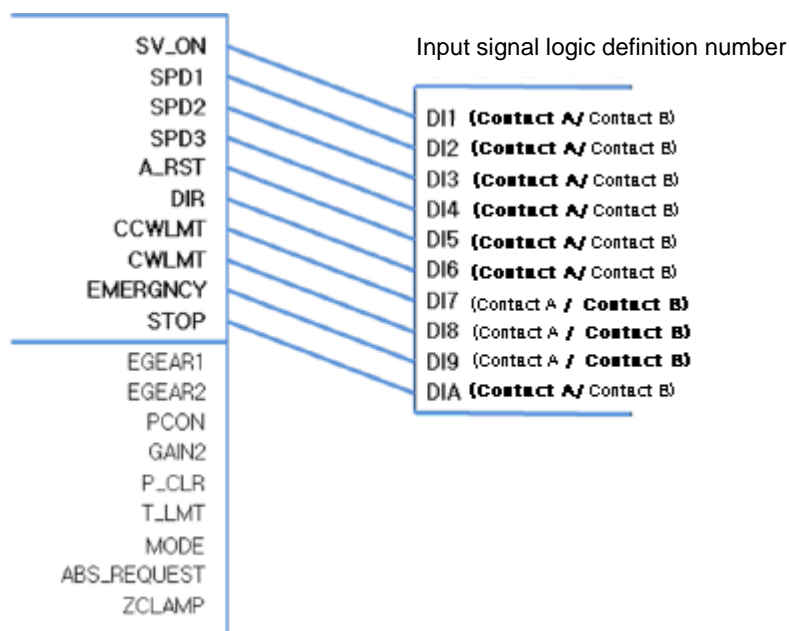 SV_ON
SPD1
SPD2
SPD3
A_RST
DIR
CCWLMT
CWLMT
EMERGNCY
STOP
EGEAR1
EGEAR2
PCON
GAIN2
P_CLR
T_LMT
MODE
ABS_REQUEST
ZCLAMP
Input signal logic definition number
DI1 (Contact A/ Contact B)
DI2 (Contact A/ Contact B)
DI3 (Contact A/ Contact B)
DI4 (Contact A/ Contact B)
DI5 (Contact A/ Contact B)
DI6 (Contact A/ Contact B)
DI7 (Contact A / Contact B)
DI8 (Contact A / Contact B)
DI9 (Contact A / Contact B)
DIA (Contact A/ Contact B)